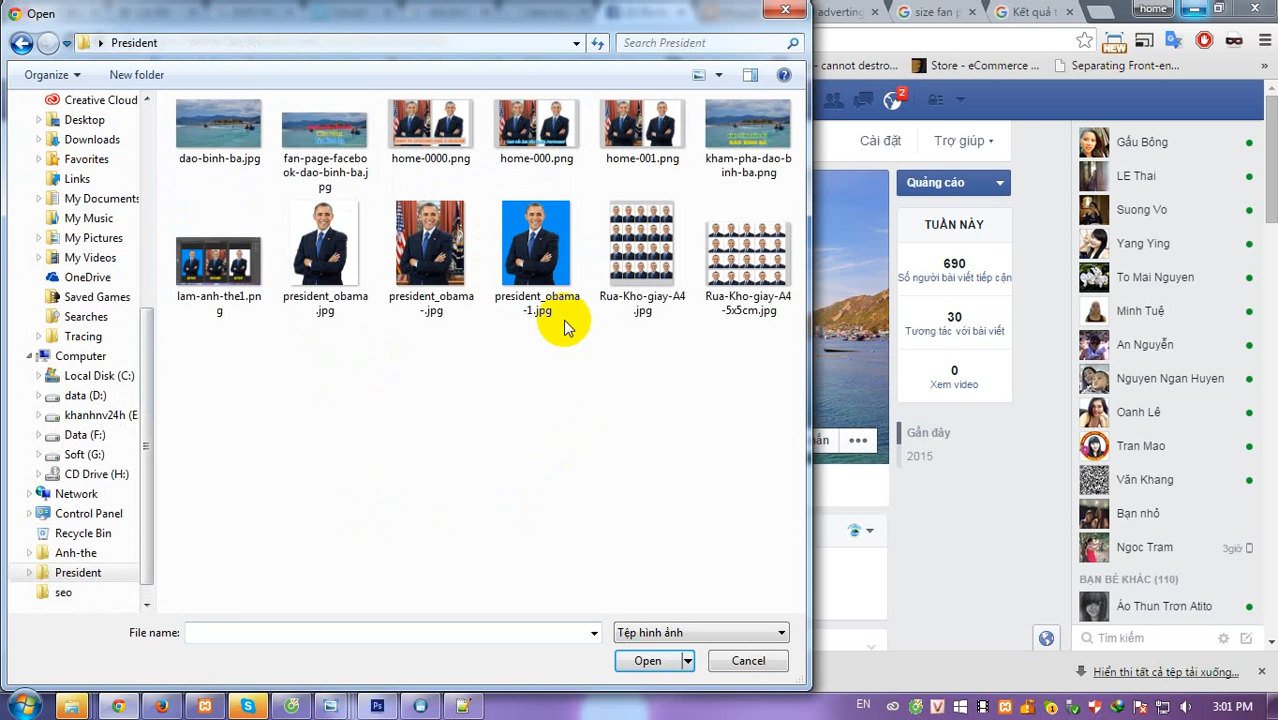 Open
adverting
size fan p
Kết quả t
home
President
Search President
NEW
cannot destro...
Store - eCommerce ...
Separating Front-en...
Organize
New folder
2
Creative Cloud
Desktop
Downloads
Favorites
Links
My Documents
My Music
My Pictures
My Videos
OneDrive
Saved Games
Searches
Tracing
Computer
Local Disk (C:)
data (D:)
khanhnv24h (E
Data (F:)
Soft (G:)
CD Drive (H:)
Network
Control Panel
Recycle Bin
Anh-the
President
seo
dao-binh-ba.jpg
fan-page-facebo
ok-dao-binh-ba.j
pg
home-0000.png
home-000.png
home-001.png
kham-pha-dao-b
inh-ba.png
lam-anh-the1.pn
g
president_obama
.jpg
president_obama
-.jpg
president_obama
-1.jpg
Rua-Kho-giay-A4
.jpg
Rua-Kho-giay-A4
-5x5cm.jpg
File name:
Tệp hình ảnh
Open
Cancel
Cài đặt
Trợ giúp
Quảng cáo
TUẦN NÀY
690
Số người bài viết tiếp cận
30
Tương tác với bài viết
0
Xem video
Gần đây
2015
Gấu Bông
LE Thai
Suong Vo
Yang Ying
To Mai Nguyen
Minh Tuệ
An Nguyễn
Nguyen Ngan Huyen
Oanh Lê
Tran Mao
Văn Khang
Bạn nhỏ
Ngoc Tram
3giờ
BẠN BÈ KHÁC (110)
Áo Thun Trơn Atito
Tìm kiếm
Hiển thị tất cả tệp tải xuống...
EN
3:01 PM